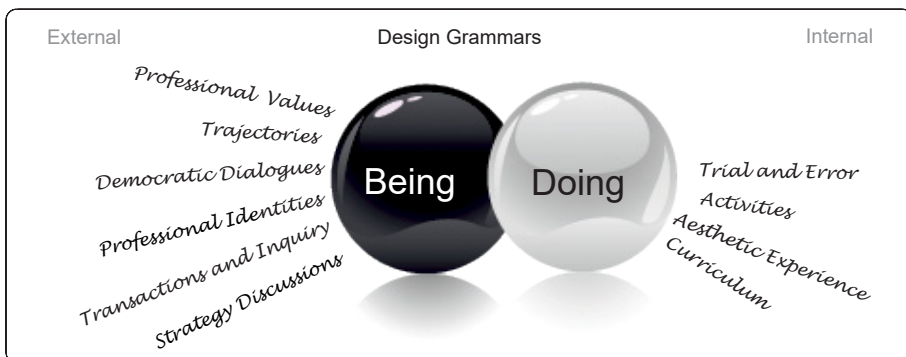 External
Design Grammars
Internal
Professional Values
Trajectories
Democratic Dialogues
Professional Identities
Transactions and Inquiry
Strategy Discussions
Being
Doing
Trial and Error
Activities
Aesthetic Experience
Curriculum